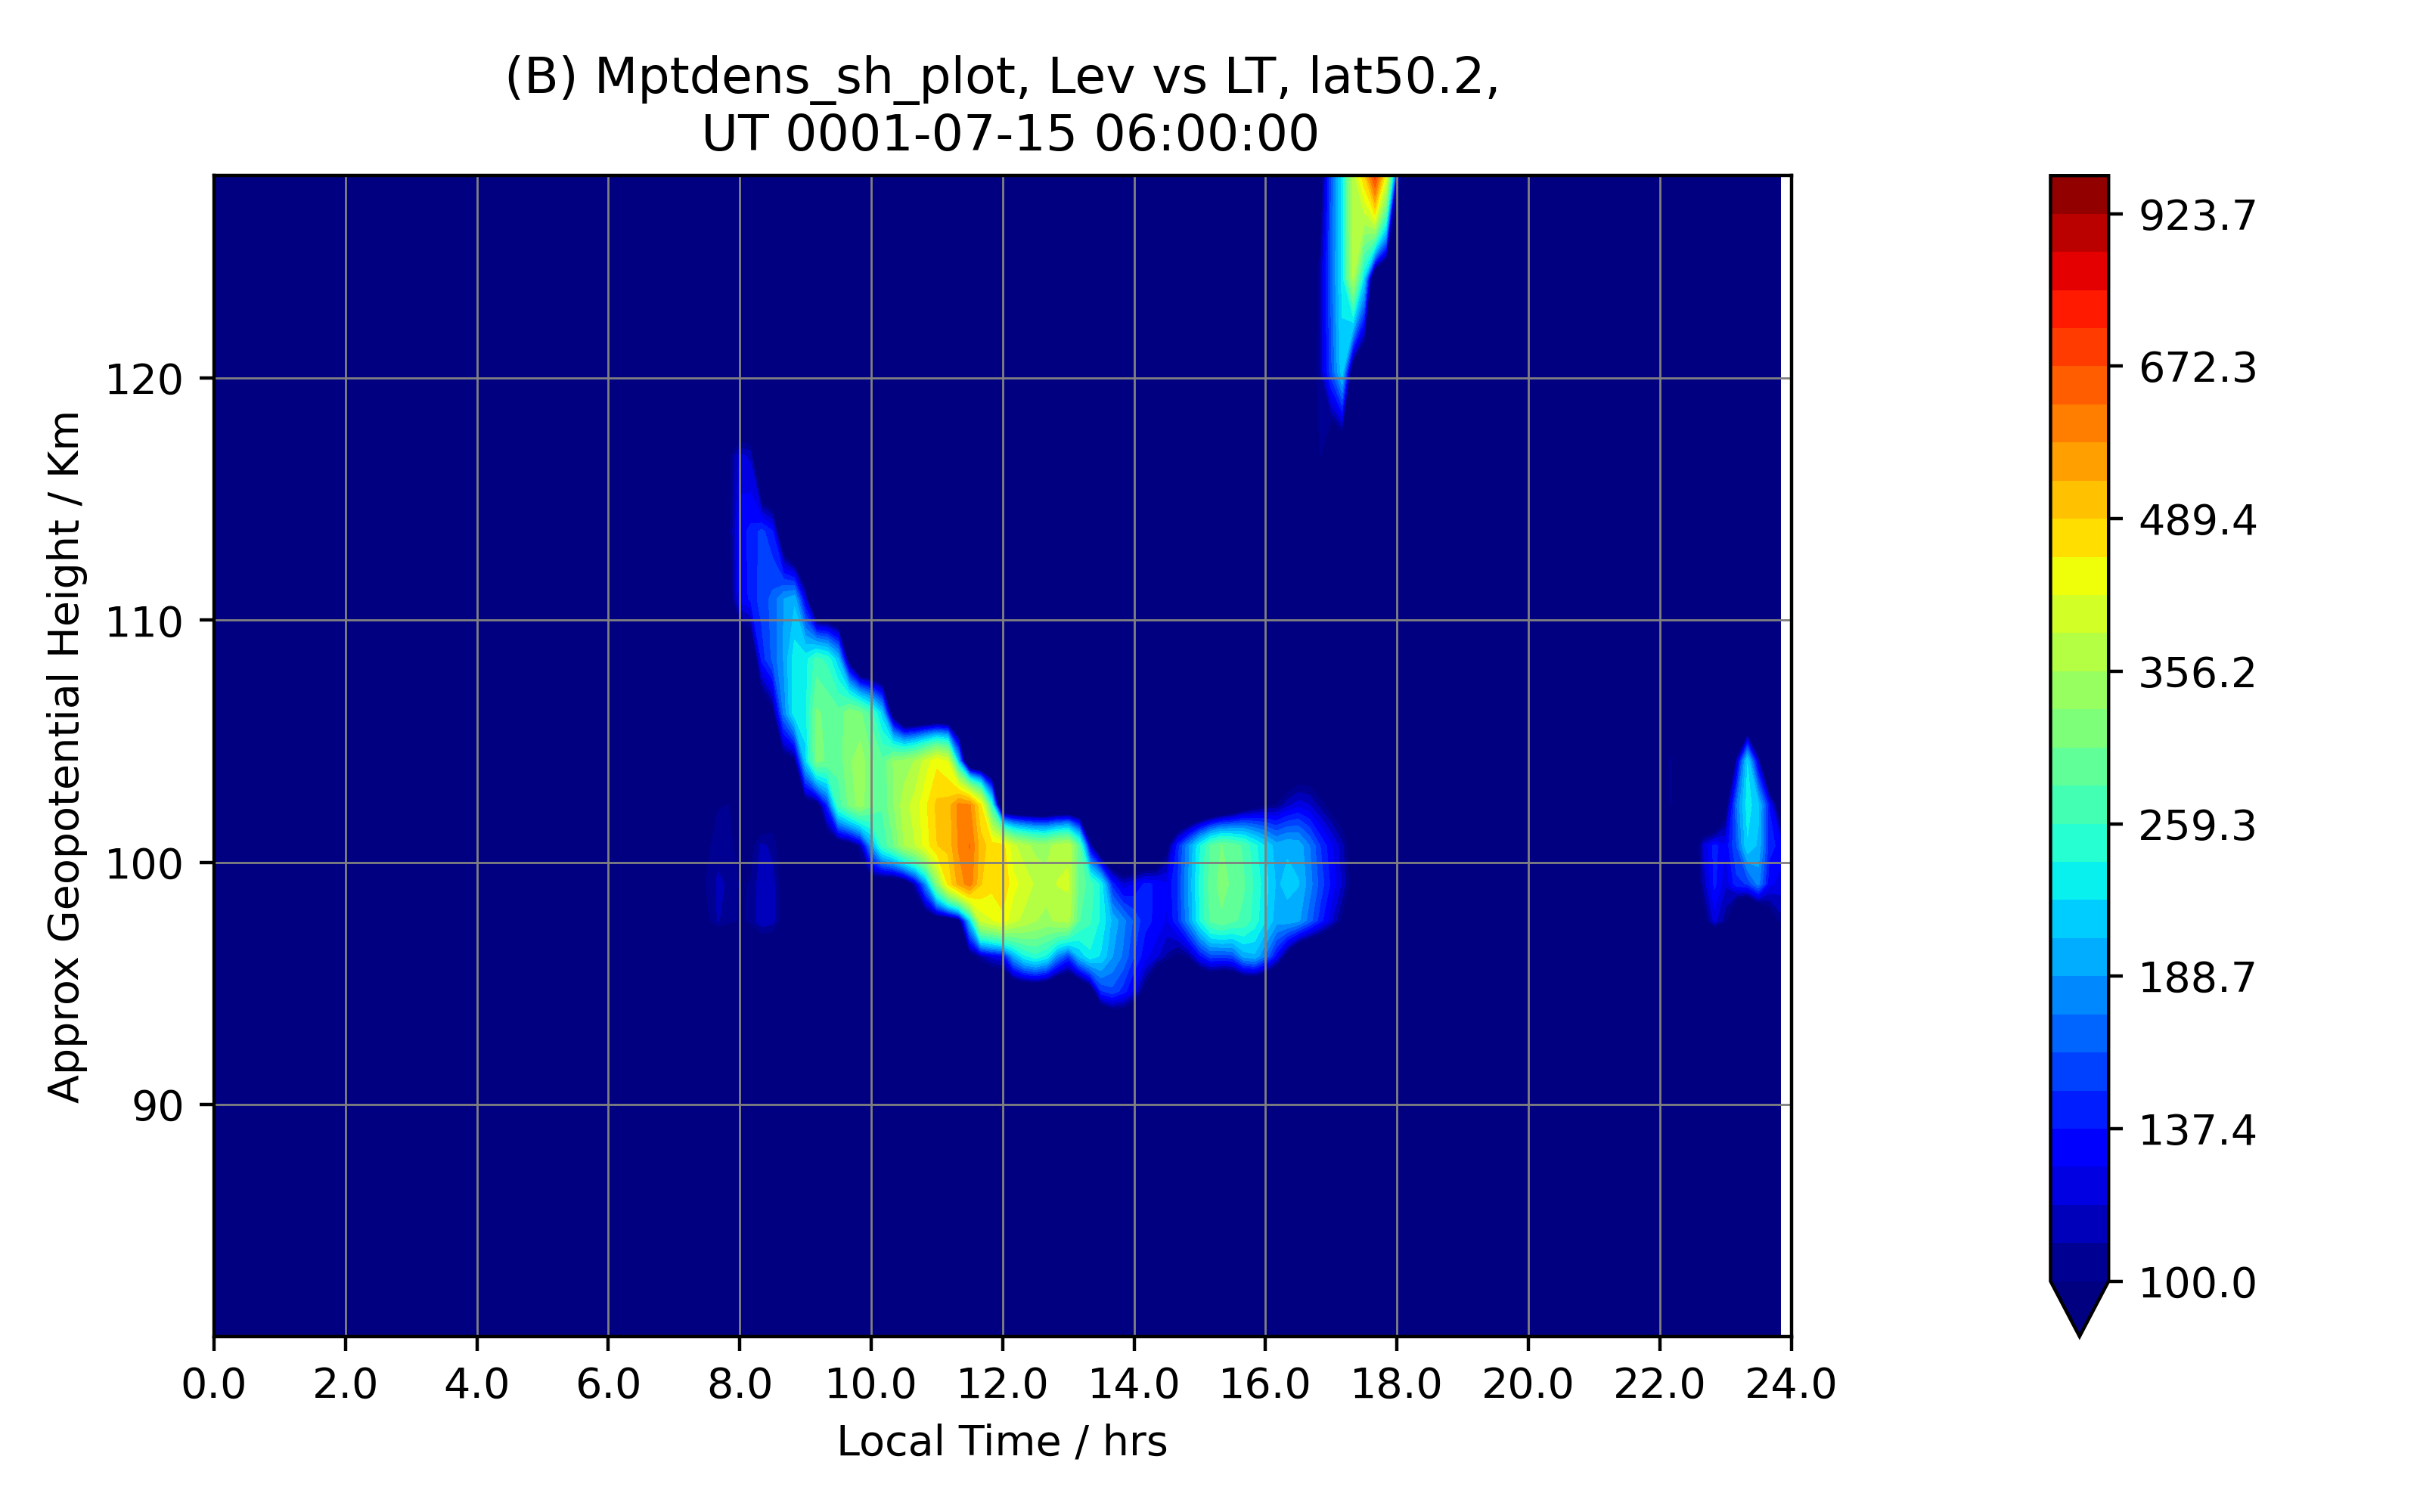 (B) Mptdens_sh_plot, Lev vs LT, lat50.2,
UT 0001-07-15 06:00:00
Approx Geopotential Height / Km
120
110
100
90
0.0 2.0 4.0 6.0 8.0 10.0 12.0 14.0 16.0 18.0 20.0 22.0 24.0
Local Time / hrs
923.7
672.3
489.4
356.2
259.3
188.7
137.4
100.0